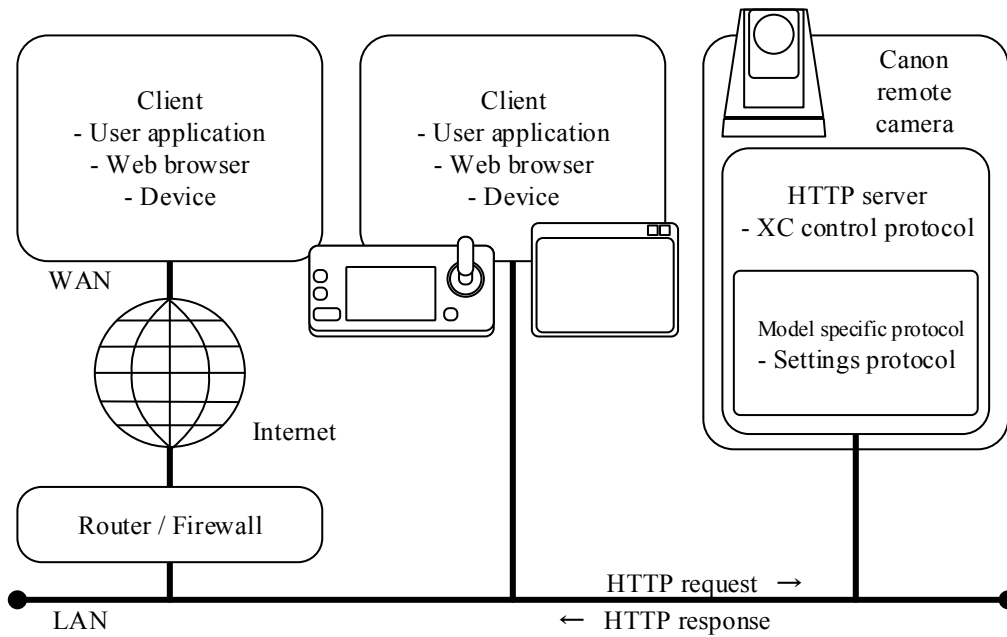 Client
- User application
- Web browser
- Device
Client
- User application
- Web browser
- Device
Canon
remote
camera
HTTP server
- XC control protocol
Model specific protocol
- Settings protocol
WAN
Internet
Router / Firewall
HTTP request →
LAN
← HTTP response